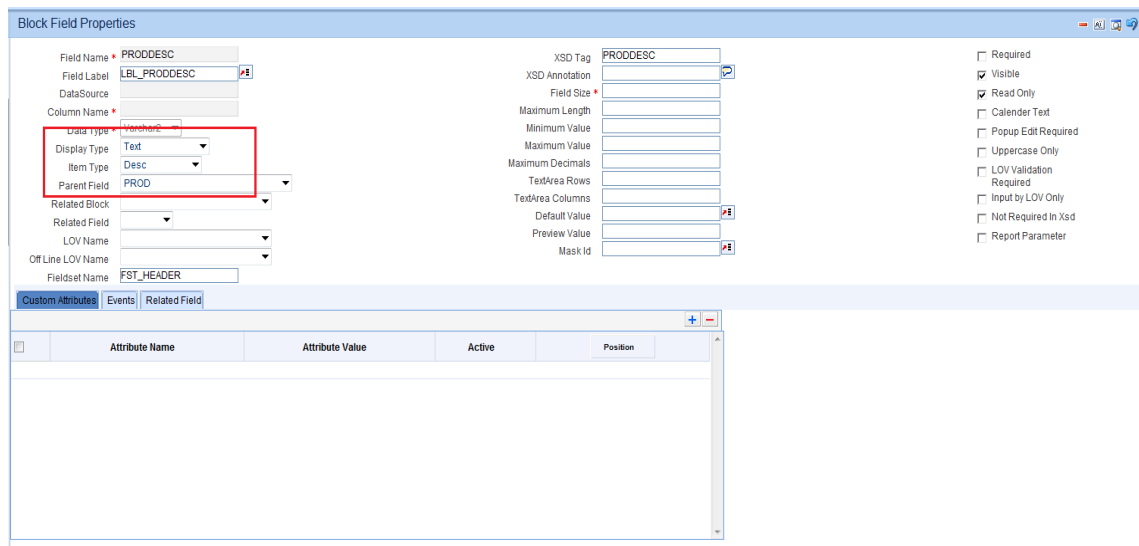 Block Field Properties
Field Name * PRODDESC
Field Label LBL_PRODDESC
DataSource
Column Name *
Data Type * Varchar2
Display Type Text
Item Type Desc
Parent Field PROD
Related Block
Related Field
LOV Name
Off Line LOV Name
Fieldset Name FST_HEADER
XSD Tag PRODDESC
XSD Annotation
Field Size *
Maximum Length
Minimum Value
Maximum Value
Maximum Decimals
TextArea Rows
TextArea Columns
Default Value
Preview Value
Mask Id
Required
Visible
Read Only
Calender Text
Popup Edit Required
Uppercase Only
LOV Validation
Required
Input by LOV Only
Not Required In Xsd
Report Parameter
Custom Attributes Events Related Field
Attribute Name Attribute Value Active Position